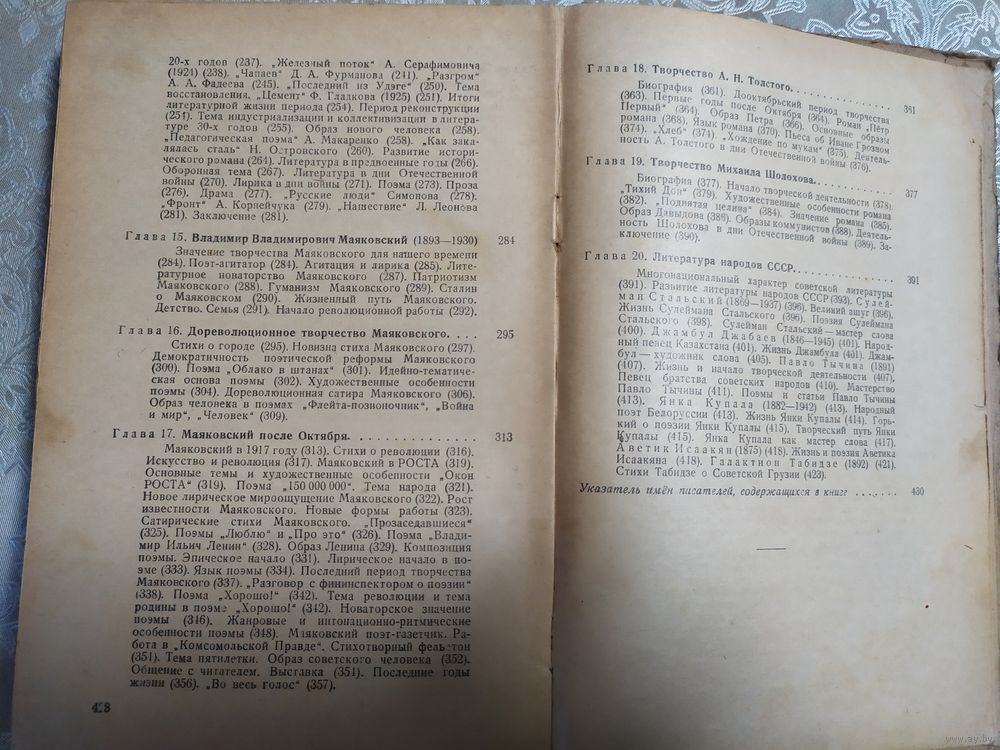 20-х годов (237). „Железный поток“ А. Серафимовича
(1924) (238). „Чапаев“ Д. А. Фурманова (241). „Разгром“
А. А. Фадеева (245). „Последний из Удэге“ (250). Тема
восстановления. „Цемент“ Ф. Гладкова (1925) (251). Итоги
литературной жизни периода (254). Период реконструкции
(254). Тема индустриализации и коллективизации в литера-
туре 30-х годов (255). Образ нового человека (258).
„Педагогическая поэма“ А. Макаренко (258). „Как зака-
лялась сталь“ Н. Островского (260). Развитие истори-
ческого романа (264). Литература в предвоенные годы (266).
Оборонная тема (267). Литература в дни Отечественной
войны (270). Лирика в дни войны (271). Поэма (273). Проза
(276). Драма (277). „Русские люди“ Симонова (278).
„Фронт“ А. Корнейчука (279). „Нашествие“ Л. Леонова
(281). Заключение (281).
Глава 15. Владимир Владимирович Маяковский (1893—1930) 284
Значение творчества Маяковского для нашего времени
(284). Поэт-агитатор (284). Агитация и лирика (285). Лите-
ратурное новаторство Маяковского (287). Патриотизм
Маяковского (288). Гуманизм Маяковского (289). Сталин
о Маяковском (290). Жизненный путь Маяковского.
Детство. Семья (291). Начало революционной работы (292).
Глава 16. Дореволюционное творчество Маяковского. . . . 295
Стихи о городе (295). Новизна стиха Маяковского (297).
Демократичность поэтической реформы Маяковского
(300). Поэма „Облако в штанах“ (301). Идейно-тематиче-
ская основа поэмы (302). Художественные особенности
поэмы (304). Дореволюционная сатира Маяковского (306).
Образ человека в поэмах „Флейта-позвоночник“, „Война
и мир“, „Человек“ (309).
Глава 17. Маяковский после Октября. . . . . . . . . . . . . . 313
Маяковский в 1917 году (313). Стихи о революции (316).
Искусство и революция (317). Маяковский в РОСТА (319).
Основные темы и художественные особенности „Окон
РОСТА“ (319). Поэма „150 000 000“. Тема народа (321).
Новое лирическое мироощущение Маяковского (322). Рост
известности Маяковского. Новые формы работы (323).
Сатирические стихи Маяковского. „Прозаседавшиеся“
(325). Поэмы „Люблю“ и „Про это“ (326). Поэма „Влади-
мир Ильич Ленин“ (328). Образ Ленина (329). Композиция
поэмы. Эпическое начало (331). Лирическое начало в по-
эме (333). Язык поэмы (334). Последний период творчества
Маяковского (337). „Разговор с фининспектором о поэзии“
(338). Поэма „Хорошо!“ (342). Тема революции и тема
родины в поэме „Хорошо!“ (342). Новаторское значение
поэмы (346). Жанровые и интонационно-ритмические
особенности поэмы (348). Маяковский поэт-газетчик. Ра-
бота в „Комсомольской Правде“. Стихотворный фельетон
(351). Тема пятилетки. Образ советского человека (352).
Общение с читателем. Выставка (354). Последние годы
жизни (356). „Во весь голос“ (357).
428
Глава 18. Творчество А. Н. Толстого. . . . . . . . . . . . . . . 361
Биография (361). Дооктябрьский период творчества
(363). Первые годы после Октября (364). Роман „Пётр
Первый“ (364). Образ Петра (366). Основные образы
романа (368). Язык романа (370). Пьеса об Иване Грозном
(374). „Хлеб“ (374). „Хождение по мукам“ (375). Деятель-
ность А. Толстого в дни Отечественной войны (376).
Глава 19. Творчество Михаила Шолохова. . . . . . . . . . . . 377
Биография (377). Начало творческой деятельности (378).
„Тихий Дон“ (379). Художественные особенности романа
(382). „Поднятая целина“ (384). Значение романа (385).
Образ Давыдова (386). Образы коммунистов (388). Деятель-
ность Шолохова в дни Отечественной войны (389). За-
ключение (390).
Глава 20. Литература народов СССР. . . . . . . . . . . . . . 391
Многонациональный характер советской литературы
(391). Развитие литературы народов СССР (393). Сулей-
ман Стальский (1869—1937) (396). Великий ашуг (396).
Жизнь Сулеймана Стальского (396). Поэзия Сулеймана
Стальского (398). Сулейман Стальский — мастер слова
(400). Джамбул Джабаев (1846—1945) (401). Народ-
ный певец Казахстана (401). Жизнь Джамбула (401). Джам-
бул — художник слова (405). Павло Тычина (1891)
(407). Жизнь и начало творческой деятельности (407).
Певец братства советских народов (410). Мастерство
Павло Тычины (411). Поэмы и статьи Павло Тычины
(413). Янка Купала (1882—1942) (413). Народный
поэт Белоруссии (413). Жизнь Янки Купалы (414). Горь-
кий о поэзии Янки Купалы (415). Творческий путь Янки
Купалы (415). Янка Купала как мастер слова (417).
Аветик Исаакян (1875) (418). Жизнь и поэзия Аветика
Исаакяна (418). Галактион Табидзе (1892) (421).
Стихи Табидзе о Советской Грузии (423).
Указатель имён писателей, содержащихся в книге . . . . . . . 430
www.ay.by